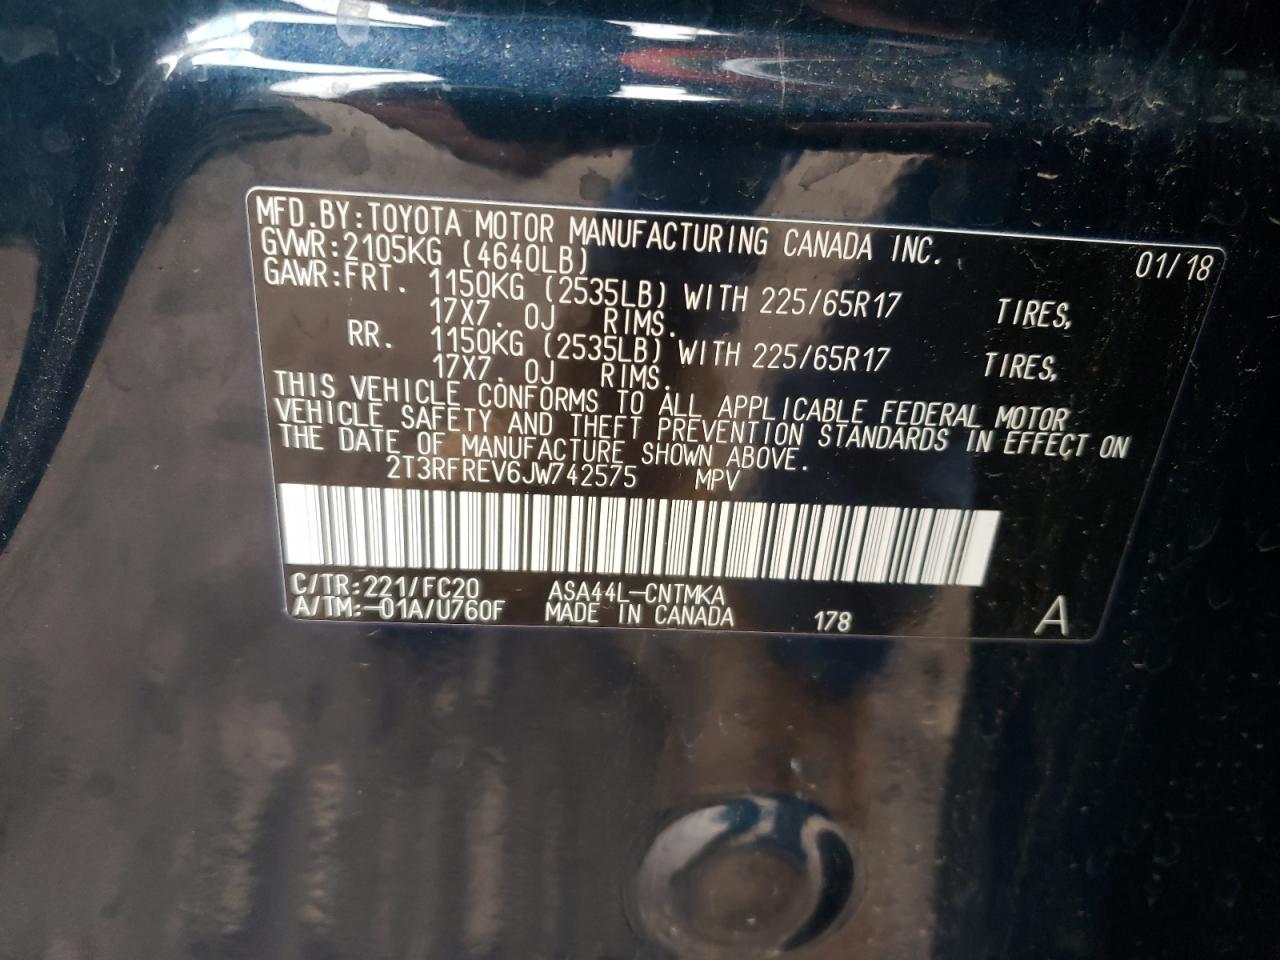 MFD.BY:TOYOTA MOTOR MANUFACTURING CANADA INC.
GVWR:2105KG (4640LB) 01/18
GAWR:FRT. 1150KG (2535LB) WITH 225/65R17 TIRES,
17X7. 0J RIMS.
RR. 1150KG (2535LB) WITH 225/65R17 TIRES,
17X7. 0J RIMS.
THIS VEHICLE CONFORMS TO ALL APPLICABLE FEDERAL MOTOR
VEHICLE SAFETY AND THEFT PREVENTION STANDARDS IN EFFECT ON
THE DATE OF MANUFACTURE SHOWN ABOVE.
2T3RFREV6JW742575 MPV
C/TR:221/FC20 ASA44L-CNTMKA
A/TM:-01A/U760F MADE IN CANADA 178 A